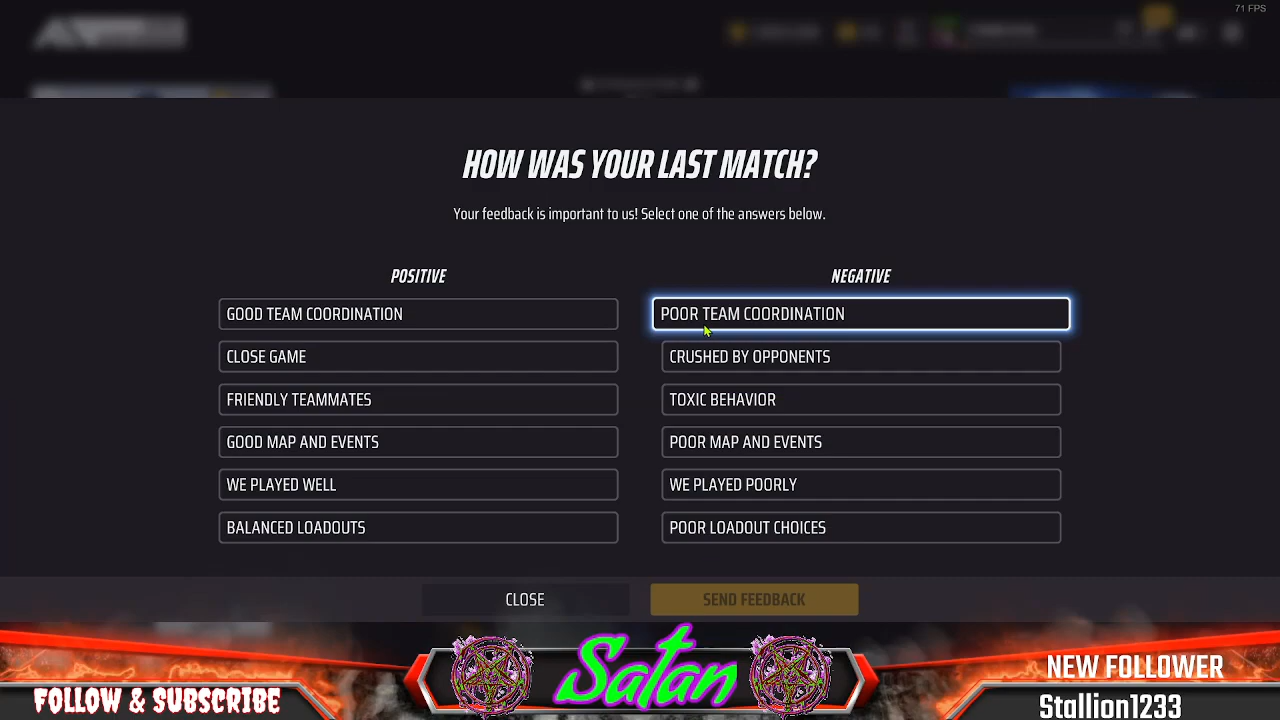 71 FPS
HOW WAS YOUR LAST MATCH?
Your feedback is important to us! Select one of the answers below.
POSITIVE
NEGATIVE
GOOD TEAM COORDINATION
POOR TEAM COORDINATION
CLOSE GAME
CRUSHED BY OPPONENTS
FRIENDLY TEAMMATES
TOXIC BEHAVIOR
GOOD MAP AND EVENTS
POOR MAP AND EVENTS
WE PLAYED WELL
WE PLAYED POORLY
BALANCED LOADOUTS
POOR LOADOUT CHOICES
CLOSE
SEND FEEDBACK
Satan
NEW FOLLOWER
FOLLOW & SUBSCRIBE
Stallion1233